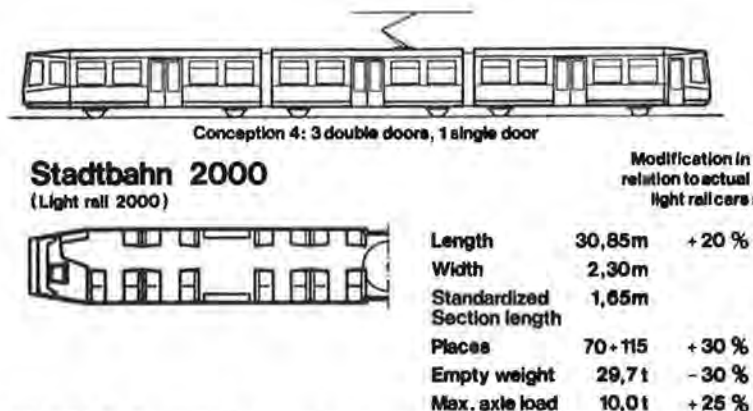 Conception 4: 3 double doors, 1 single door
Stadtbahn 2000
(Light rail 2000)
Modification in
relation to actual
light rail cars
Length 30,85m +20 %
Width 2,30m
Standardized 1,65m
Section length
Places 70+115 +30 %
Empty weight 29,7t -30 %
Max. axle load 10,0t +25 %